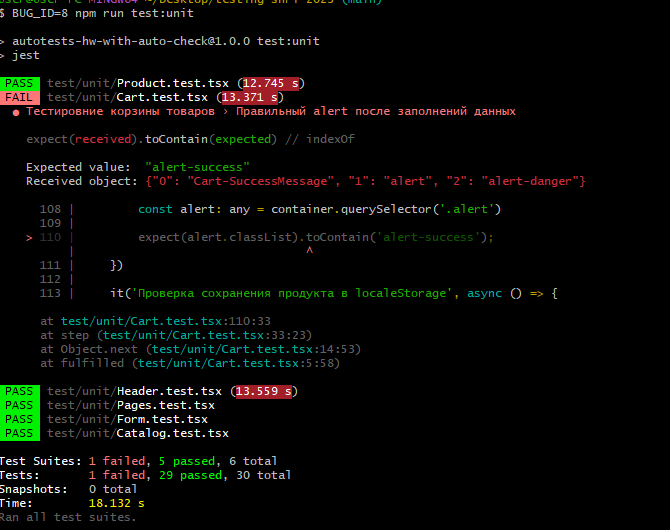 $ BUG_ID=8 npm run test:unit
> autotests-hw-with-auto-check@1.0.0 test:unit
> jest
PASS test/unit/Product.test.tsx (12.745 s)
FAIL test/unit/Cart.test.tsx (13.371 s)
● Тестировние корзины товаров › Правильный alert после заполнений данных
expect(received).toContain(expected) // indexOf
Expected value: "alert-success"
Received object: {"0": "Cart-SuccessMessage", "1": "alert", "2": "alert-danger"}
108 | const alert: any = container.querySelector('.alert')
109 |
> 110 | expect(alert.classList).toContain('alert-success');
| ^
111 | })
112 |
113 | it('Проверка сохранения продукта в localeStorage', async () => {
at test/unit/Cart.test.tsx:110:33
at step (test/unit/Cart.test.tsx:33:23)
at Object.next (test/unit/Cart.test.tsx:14:53)
at fulfilled (test/unit/Cart.test.tsx:5:58)
PASS test/unit/Header.test.tsx (13.559 s)
PASS test/unit/Pages.test.tsx
PASS test/unit/Form.test.tsx
PASS test/unit/Catalog.test.tsx
Test Suites: 1 failed, 5 passed, 6 total
Tests: 1 failed, 29 passed, 30 total
Snapshots: 0 total
Time: 18.132 s
Ran all test suites.